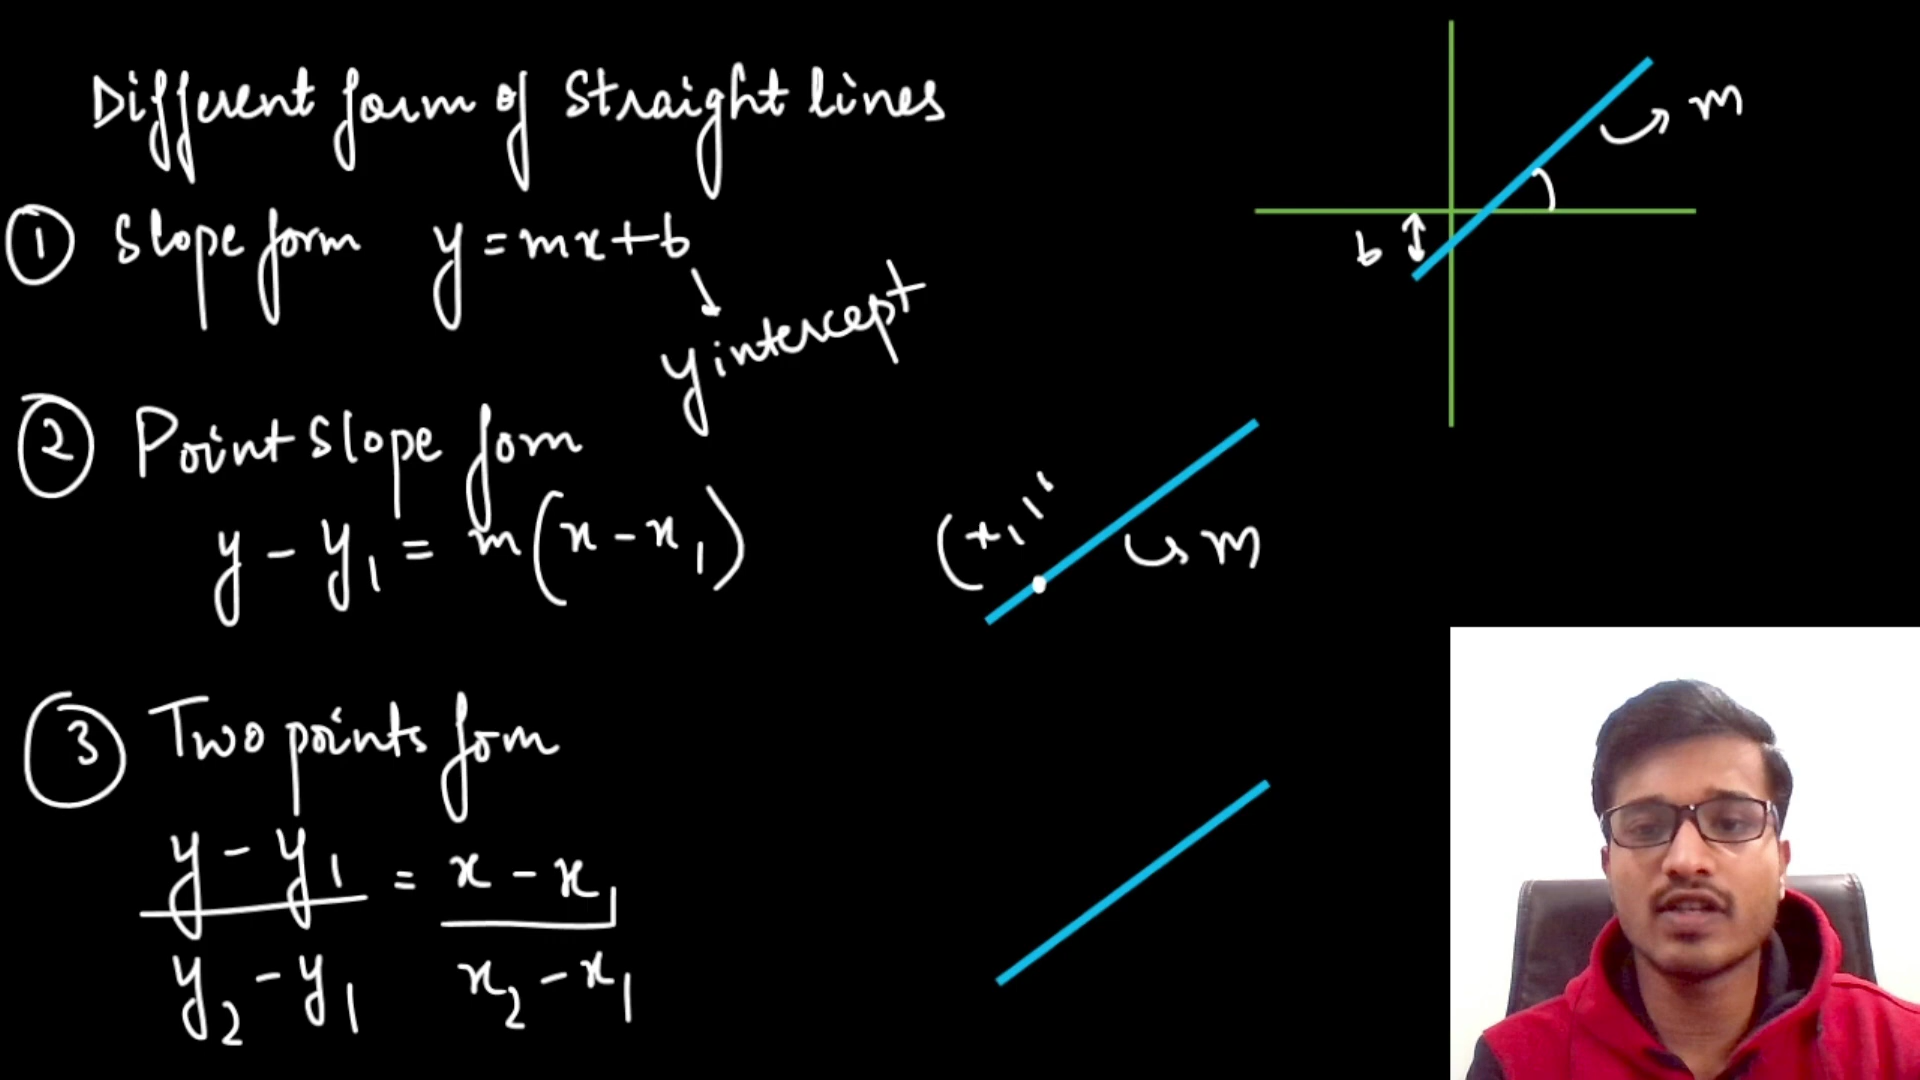 Different form of Straight lines
① Slope form y = mx + b
y intercept
② Point Slope form
y - y₁ = m(x - x₁)
③ Two points form
y - y₁ / y₂ - y₁ = x - x₁ / x₂ - x₁
m
b
(x₁
m